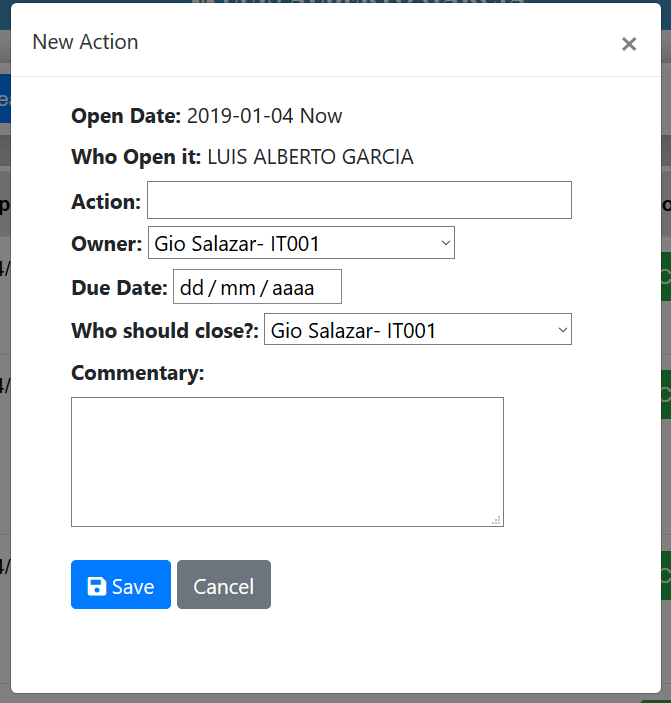 New Action
×
Open Date: 2019-01-04 Now
Who Open it: LUIS ALBERTO GARCIA
Action:
Owner: Gio Salazar- IT001
Due Date: dd / mm / aaaa
Who should close?: Gio Salazar- IT001
Commentary:
Save Cancel